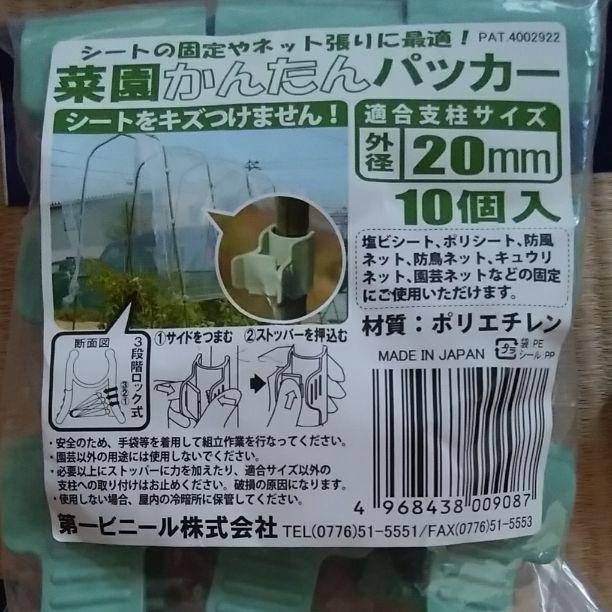 シートの固定やネット張りに最適！
PAT.4002922
菜園かんたんパッカー
シートをキズつけません！
適合支柱サイズ
外径 20mm
10個入
塩ビシート、ポリシート、防風
ネット、防鳥ネット、キュウリ
ネット、園芸ネットなどの固定
にご使用いただけます。
材質：ポリエチレン
MADE IN JAPAN
プラ
袋 PE
シール PP
断面図
3段階ロック式
③②①
①サイドをつまむ
②ストッパーを押込む
・安全のため、手袋等を着用して組立作業を行なってください。
・園芸以外の用途には使用しないでください。
・必要以上にストッパーに力を加えたり、適合サイズ以外の
支柱への取り付けはお止めください。破損の原因になります。
・使用しない場合、屋内の冷暗所に保管してください。
4 968438 009087
第一ビニール株式会社 TEL(0776)51-5551/FAX(0776)51-5553